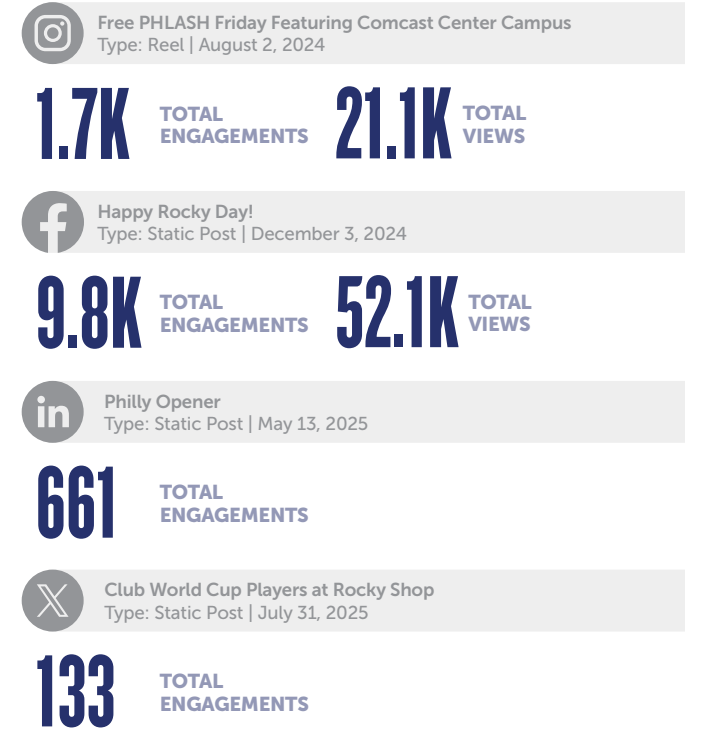 Free PHLASH Friday Featuring Comcast Center Campus
Type: Reel | August 2, 2024
1.7K TOTAL ENGAGEMENTS 21.1K TOTAL VIEWS
Happy Rocky Day!
Type: Static Post | December 3, 2024
9.8K TOTAL ENGAGEMENTS 52.1K TOTAL VIEWS
in
Philly Opener
Type: Static Post | May 13, 2025
661 TOTAL ENGAGEMENTS
Club World Cup Players at Rocky Shop
Type: Static Post | July 31, 2025
133 TOTAL ENGAGEMENTS